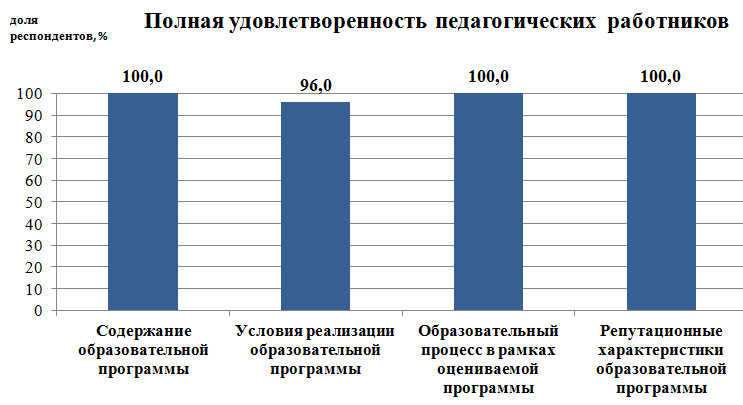 доля
респондентов,%
Полная удовлетворенность педагогических работников
100,0
96,0
100,0
100,0
100
90
80
70
60
50
40
30
20
10
0
Содержание
образовательной
программы
Условия реализации
образовательной
программы
Образовательный
процесс в рамках
оцениваемой
программы
Репутационные
характеристики
образовательной
программы